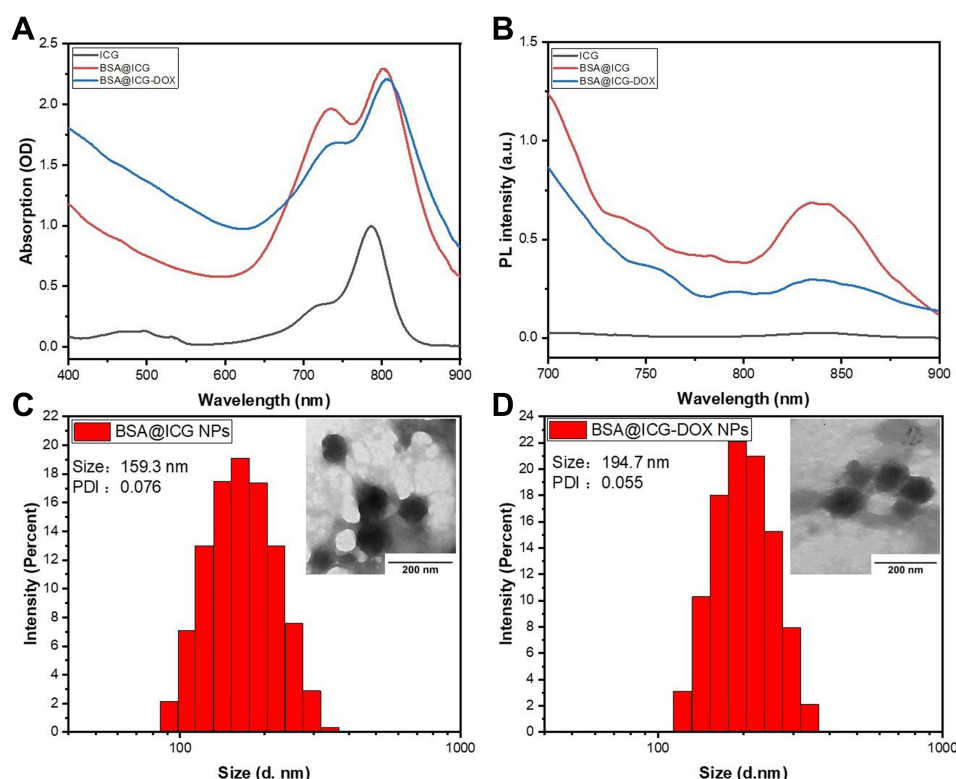 A
ICG
BSA@ICG
BSA@ICG-DOX
2.5
2.0
1.5
1.0
0.5
0.0
Absorption (OD)
400 500 600 700 800 900
Wavelength (nm)
B
ICG
BSA@ICG
BSA@ICG-DOX
1.5
1.0
0.5
0.0
PL intensity (a.u.)
700 750 800 850 900
Wavelength (nm)
C
BSA@ICG NPs
Size: 159.3 nm
PDI : 0.076
200 nm
22
20
18
16
14
12
10
8
6
4
2
0
Intensity (Percent)
100 1000
Size (d. nm)
D
BSA@ICG-DOX NPs
Size: 194.7 nm
PDI : 0.055
200 nm
24
22
20
18
16
14
12
10
8
6
4
2
0
Intensity (Percent)
100 1000
Size (d.nm)